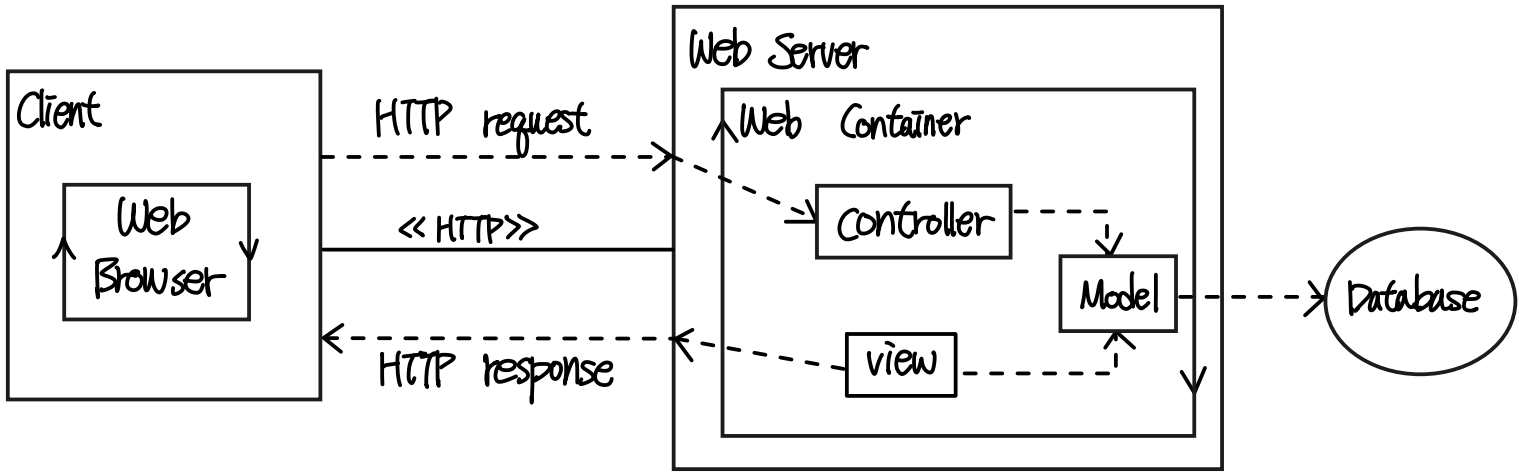 Client
Web
Browser
HTTP request
<< HTTP>>
HTTP response
Web Server
Web Container
Controller
Model
View
Database